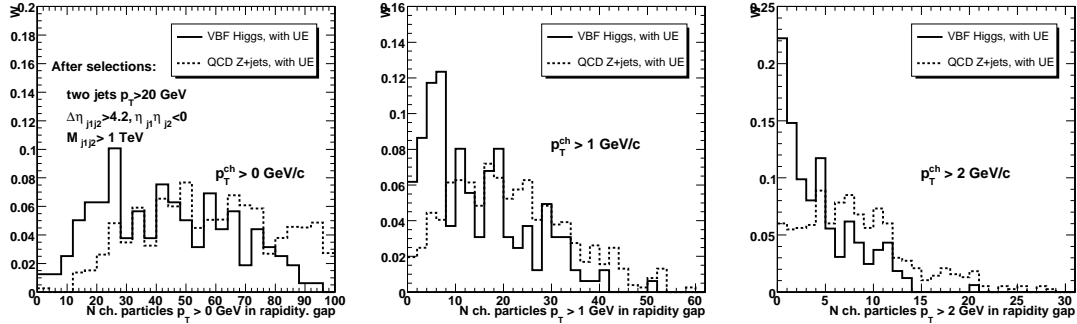 W
0.2
0.18
0.16
0.14
0.12
0.1
0.08
0.06
0.04
0.02
0
0 10 20 30 40 50 60 70 80 90 100
N ch. particles p_T > 0 GeV in rapidity. gap
VBF Higgs, with UE
QCD Z+jets, with UE
After selections:
two jets p_T>20 GeV
Δη_j1j2>4.2, η_j1η_j2<0
M_j1j2> 1 TeV
p_T^ch > 0 GeV/c
0.16
0.14
0.12
0.1
0.08
0.06
0.04
0.02
0
0 10 20 30 40 50 60
N ch. particles p_T > 1 GeV in rapidity gap
VBF Higgs, with UE
QCD Z+jets, with UE
p_T^ch > 1 GeV/c
0.25
0.2
0.15
0.1
0.05
0
0 5 10 15 20 25 30
N ch. particles p_T > 2 GeV in rapidity gap
VBF Higgs, with UE
QCD Z+jets, with UE
p_T^ch > 2 GeV/c